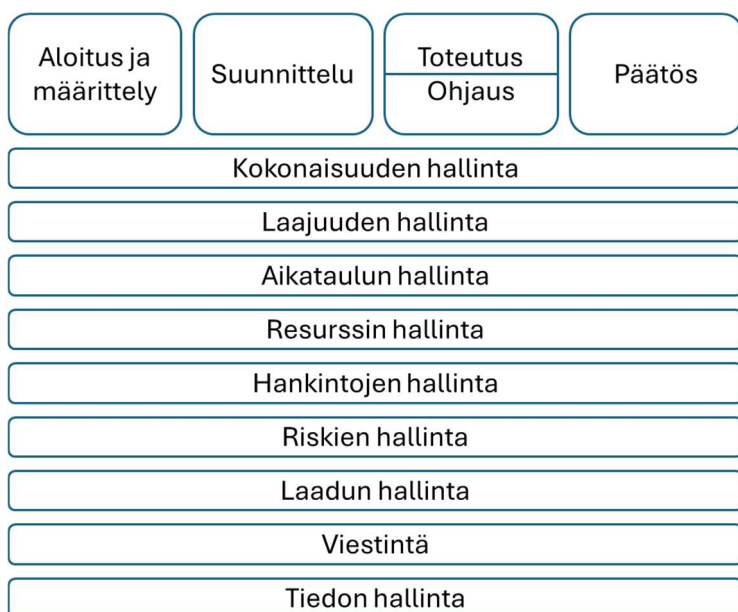 Aloitus ja
määrittely
Suunnittelu
Toteutus
Ohjaus
Päätös
Kokonaisuuden hallinta
Laajuuden hallinta
Aikataulun hallinta
Resurssin hallinta
Hankintojen hallinta
Riskien hallinta
Laadun hallinta
Viestintä
Tiedon hallinta